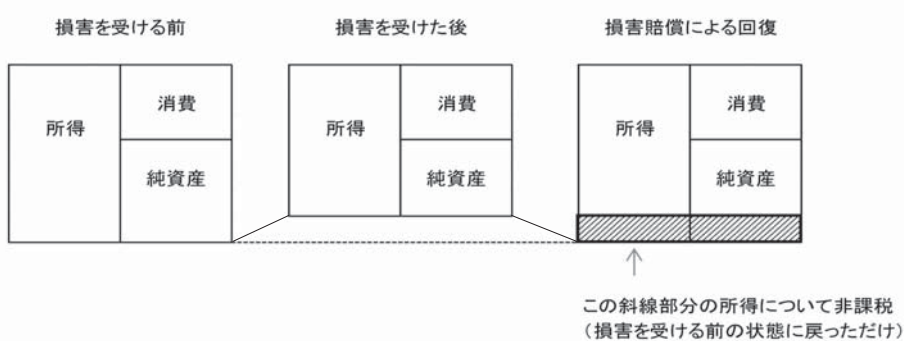 損害を受ける前
損害を受けた後
損害賠償による回復
所得
消費
純資産
所得
消費
純資産
所得
消費
純資産
この斜線部分の所得について非課税
（損害を受ける前の状態に戻っただけ）